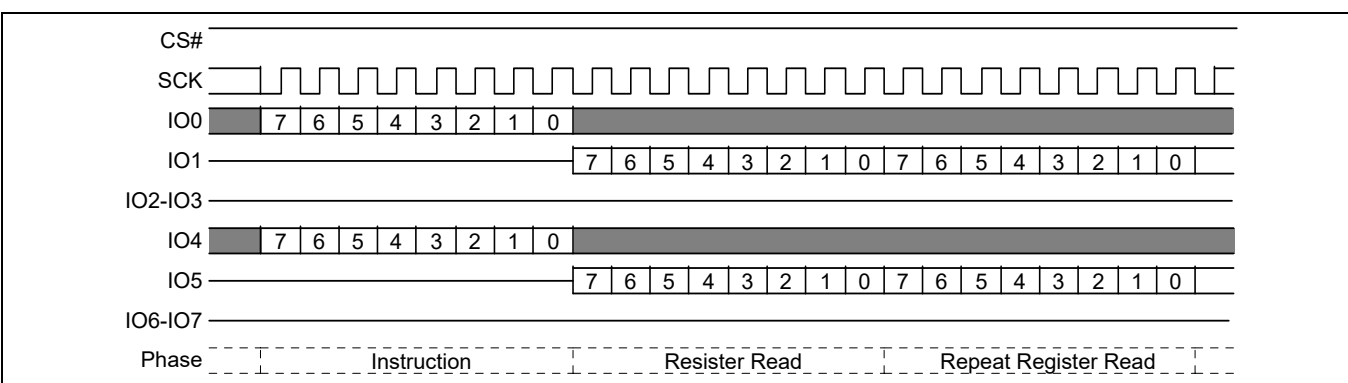 CS#
SCK
IO0 7 6 5 4 3 2 1 0
IO1 7 6 5 4 3 2 1 0 7 6 5 4 3 2 1 0
IO2-IO3
IO4 7 6 5 4 3 2 1 0
IO5 7 6 5 4 3 2 1 0 7 6 5 4 3 2 1 0
IO6-IO7
Phase Instruction Resister Read Repeat Register Read